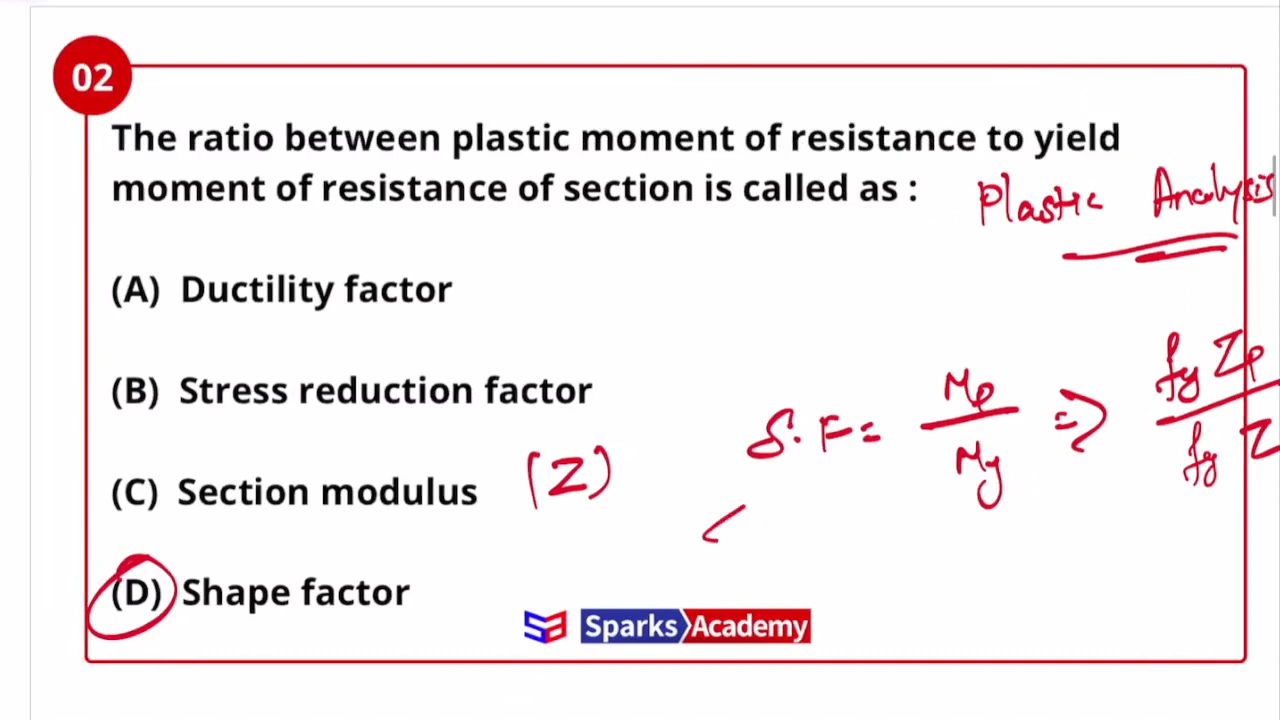 02
The ratio between plastic moment of resistance to yield
moment of resistance of section is called as :
Plastic Analysis
(A) Ductility factor
(B) Stress reduction factor
S.F = Mp / My => fy Zp / fy Z
(C) Section modulus (Z)
(D) Shape factor
Sparks Academy